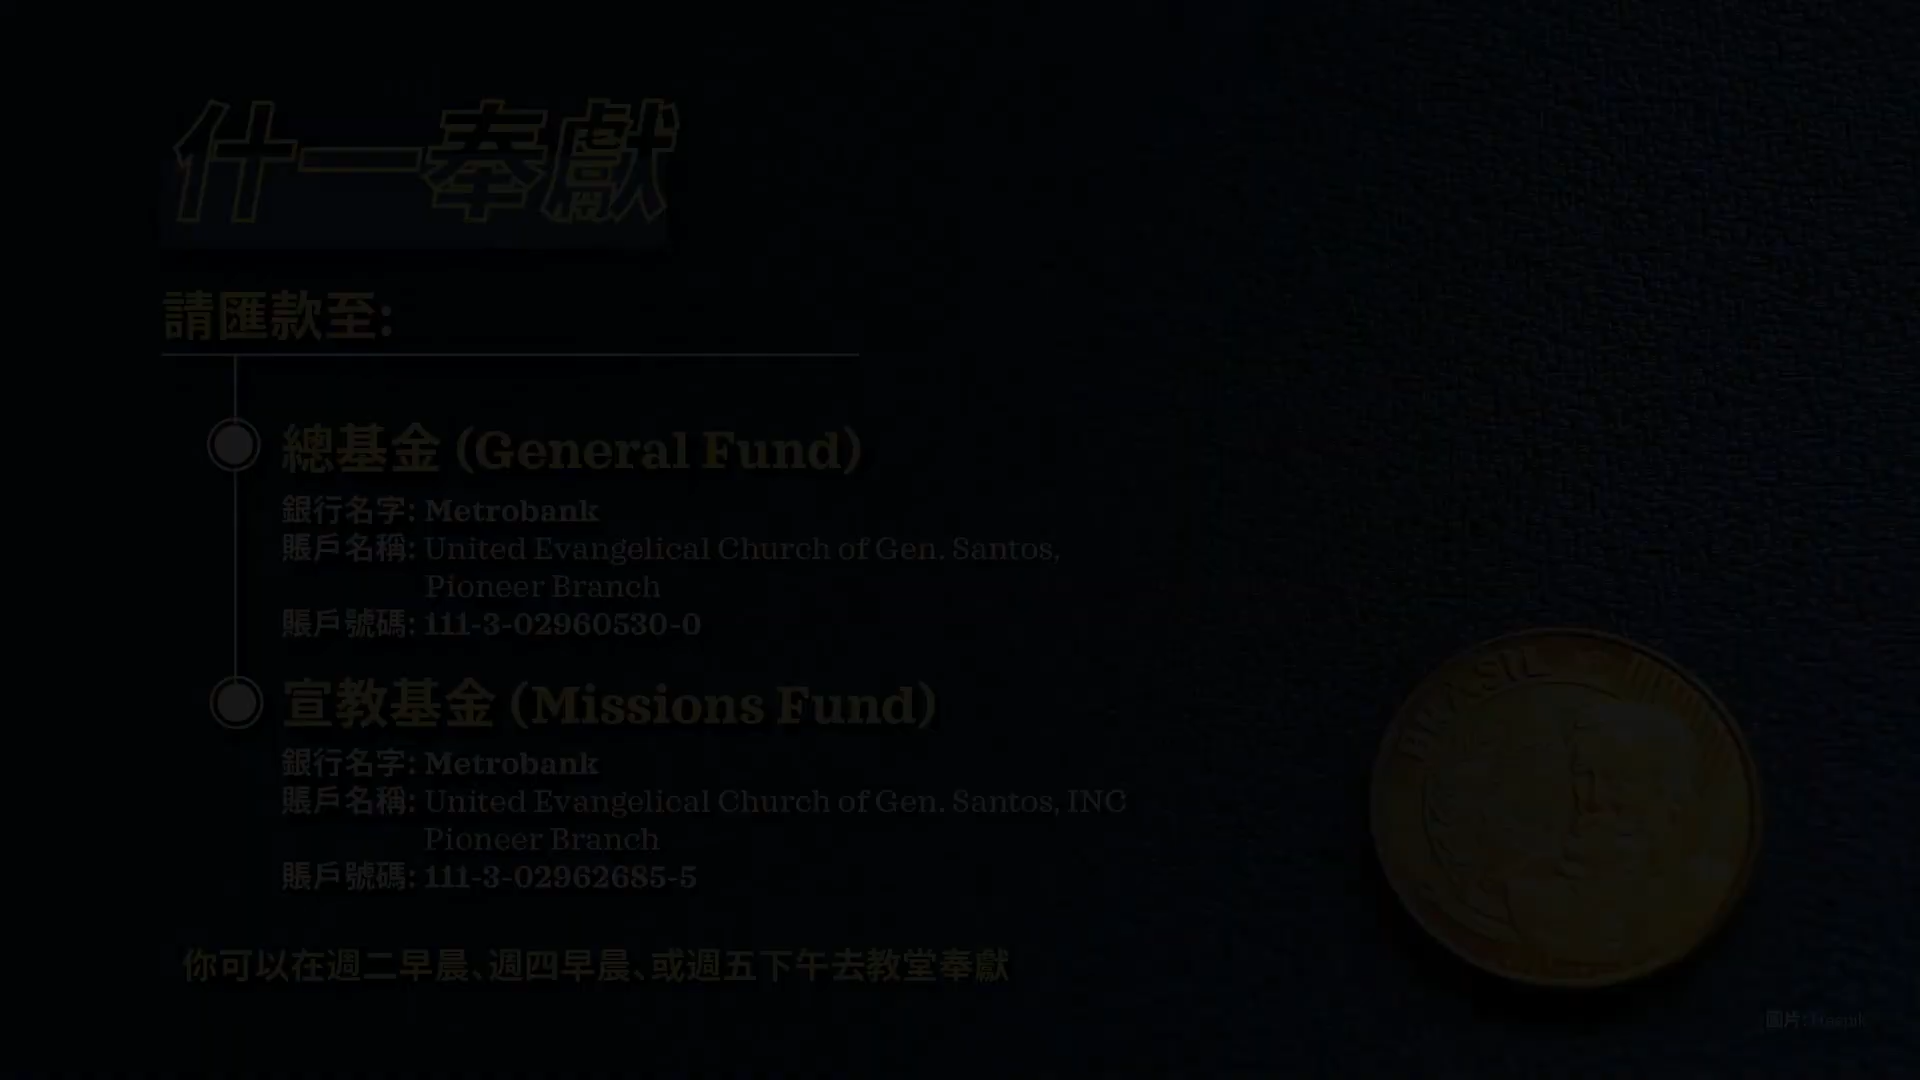 什一奉獻
請匯款至:
總基金 (General Fund)
銀行名字: Metrobank
賬戶名稱: United Evangelical Church of Gen. Santos,
Pioneer Branch
賬戶號碼: 111-3-02960530-0
宣教基金 (Missions Fund)
銀行名字: Metrobank
賬戶名稱: United Evangelical Church of Gen. Santos, INC
Pioneer Branch
賬戶號碼: 111-3-02962685-5
BRASIL
你可以在週二早晨、週四早晨、或週五下午去教堂奉獻
圖片: